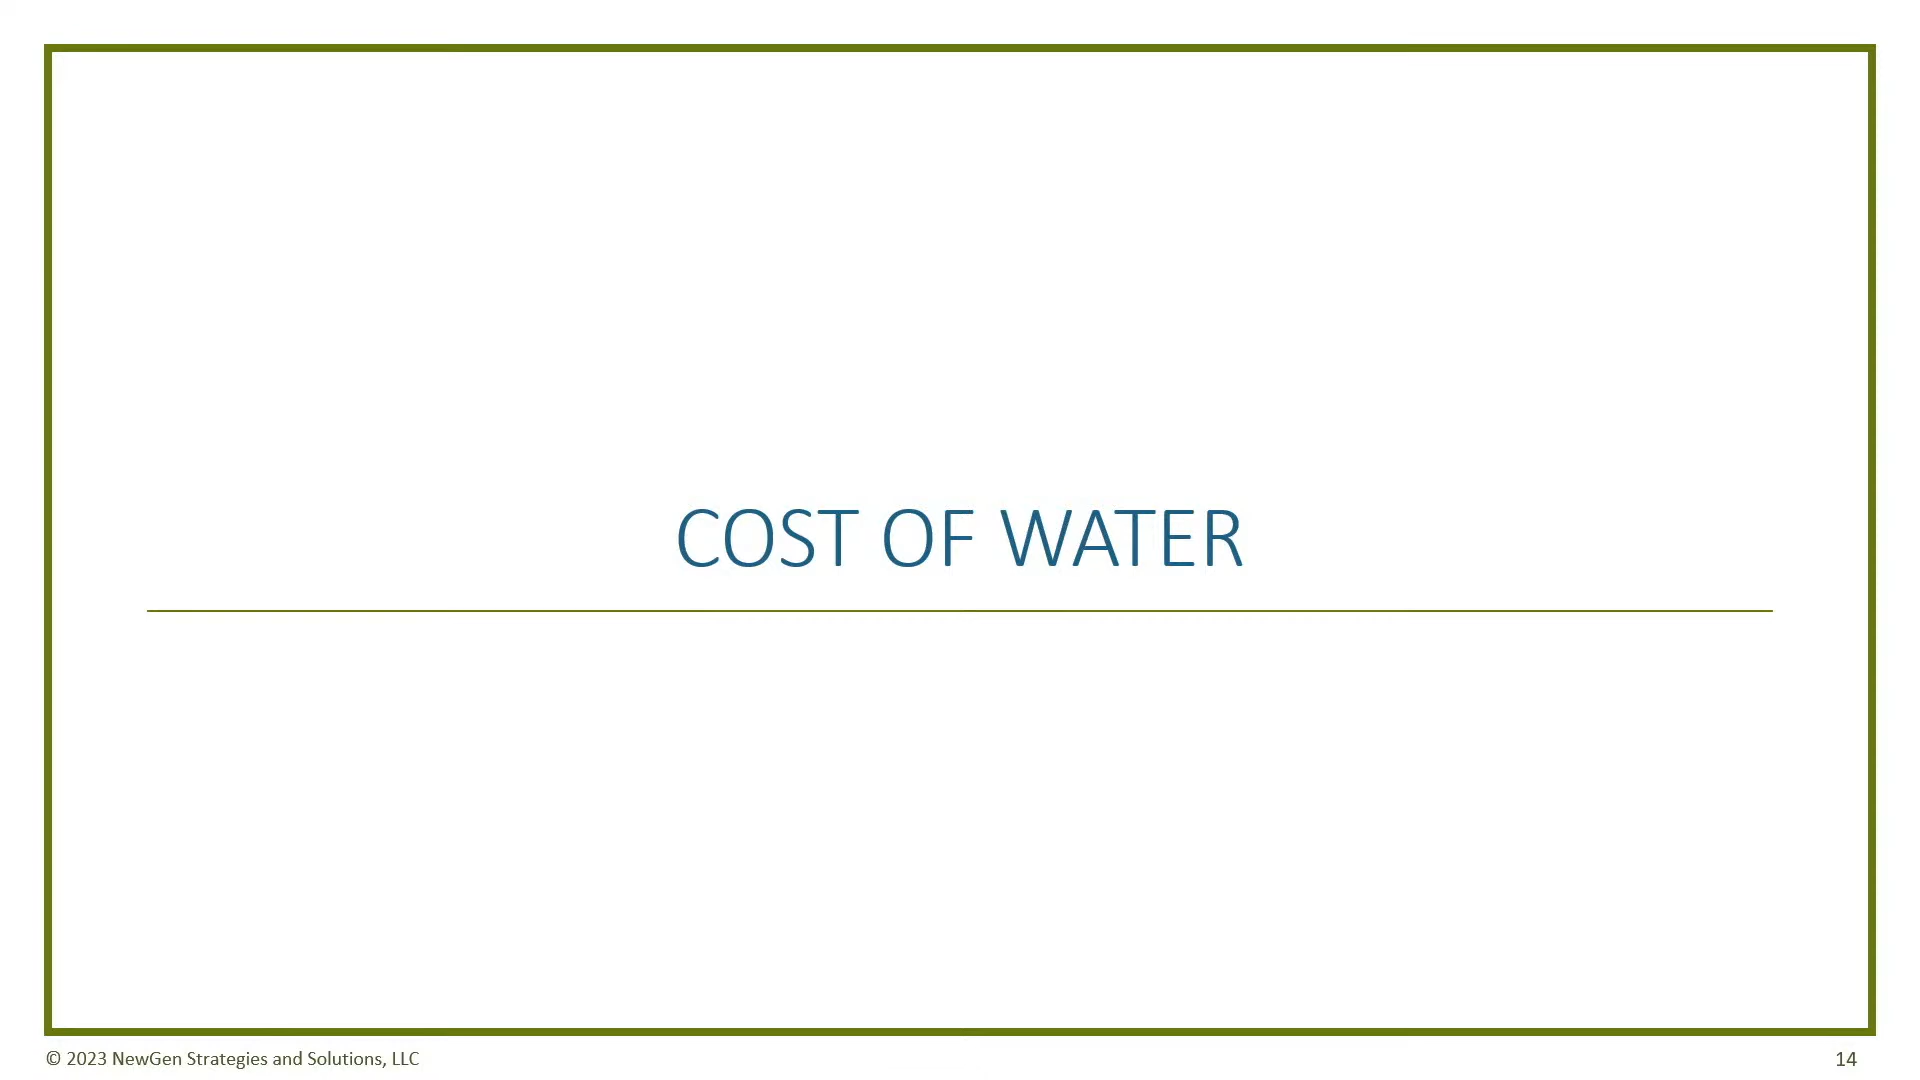 COST OF WATER
© 2023 NewGen Strategies and Solutions, LLC
14